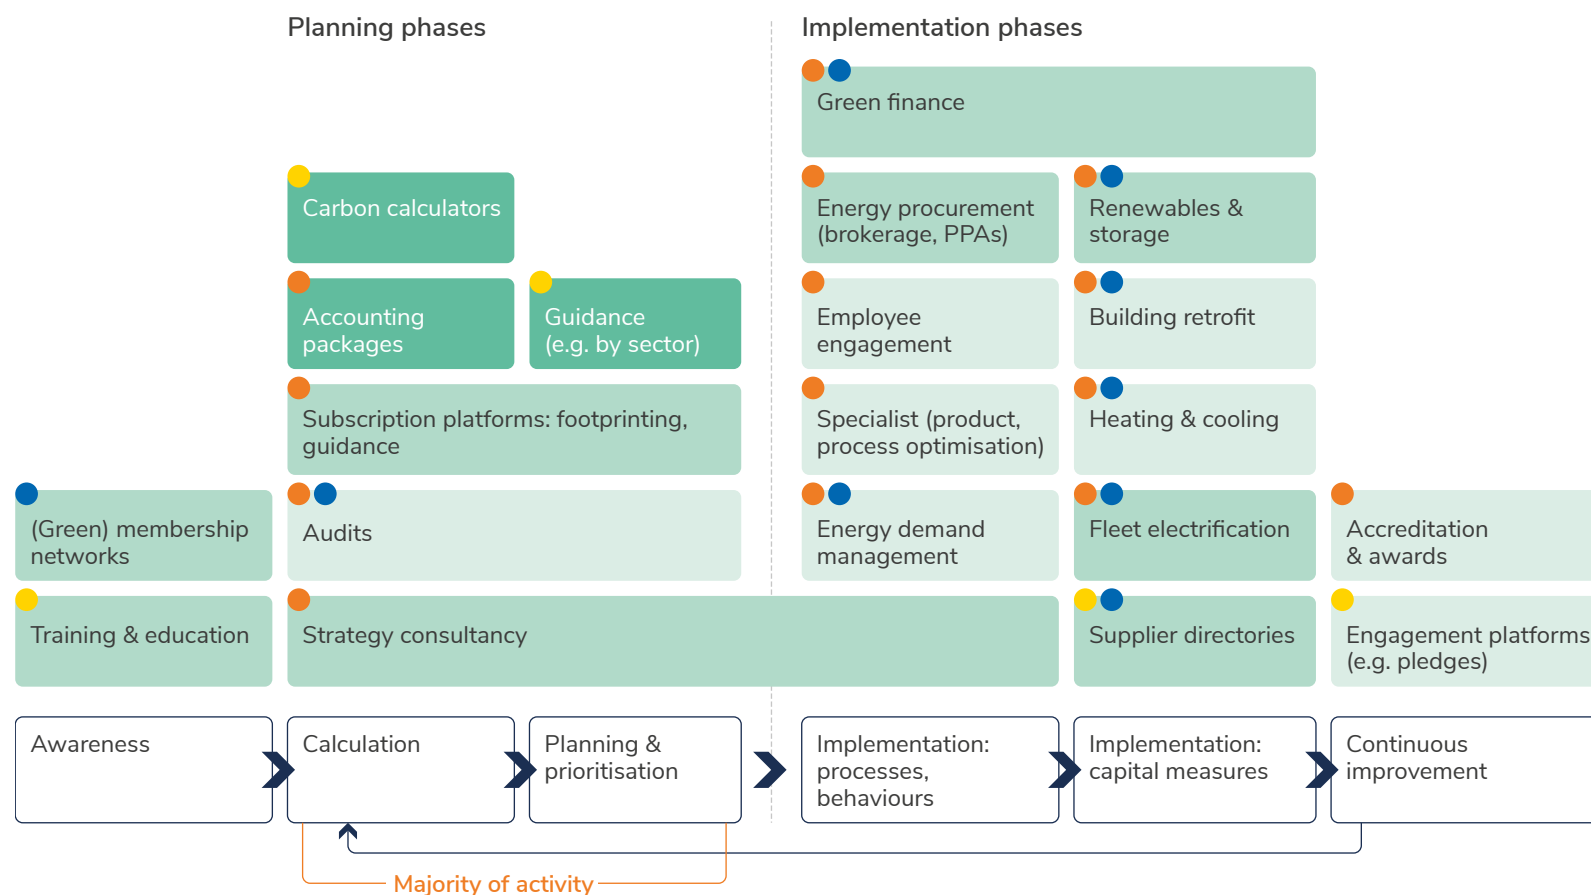 Planning phases
Implementation phases
Green finance
Carbon calculators
Energy procurement
(brokerage, PPAs)
Renewables &
storage
Accounting
packages
Guidance
(e.g. by sector)
Employee
engagement
Building retrofit
Subscription platforms: footprinting,
guidance
Specialist (product,
process optimisation)
Heating & cooling
(Green) membership
networks
Audits
Energy demand
management
Fleet electrification
Accreditation
& awards
Training & education
Strategy consultancy
Supplier directories
Engagement platforms
(e.g. pledges)
Awareness
Calculation
Planning &
prioritisation
Implementation:
processes,
behaviours
Implementation:
capital measures
Continuous
improvement
Majority of activity